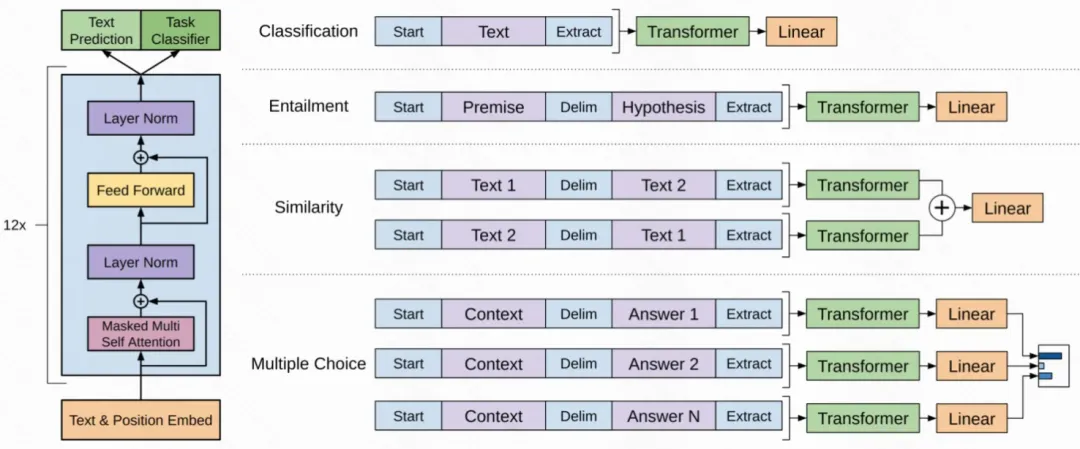 Text Prediction
Task Classifier
12x
Layer Norm
Feed Forward
Layer Norm
Masked Multi Self Attention
Text & Position Embed
Classification Start Text Extract Transformer Linear
Entailment Start Premise Delim Hypothesis Extract Transformer Linear
Similarity
Start Text 1 Delim Text 2 Extract Transformer
Start Text 2 Delim Text 1 Extract Transformer
Linear
Multiple Choice
Start Context Delim Answer 1 Extract Transformer Linear
Start Context Delim Answer 2 Extract Transformer Linear
Start Context Delim Answer N Extract Transformer Linear